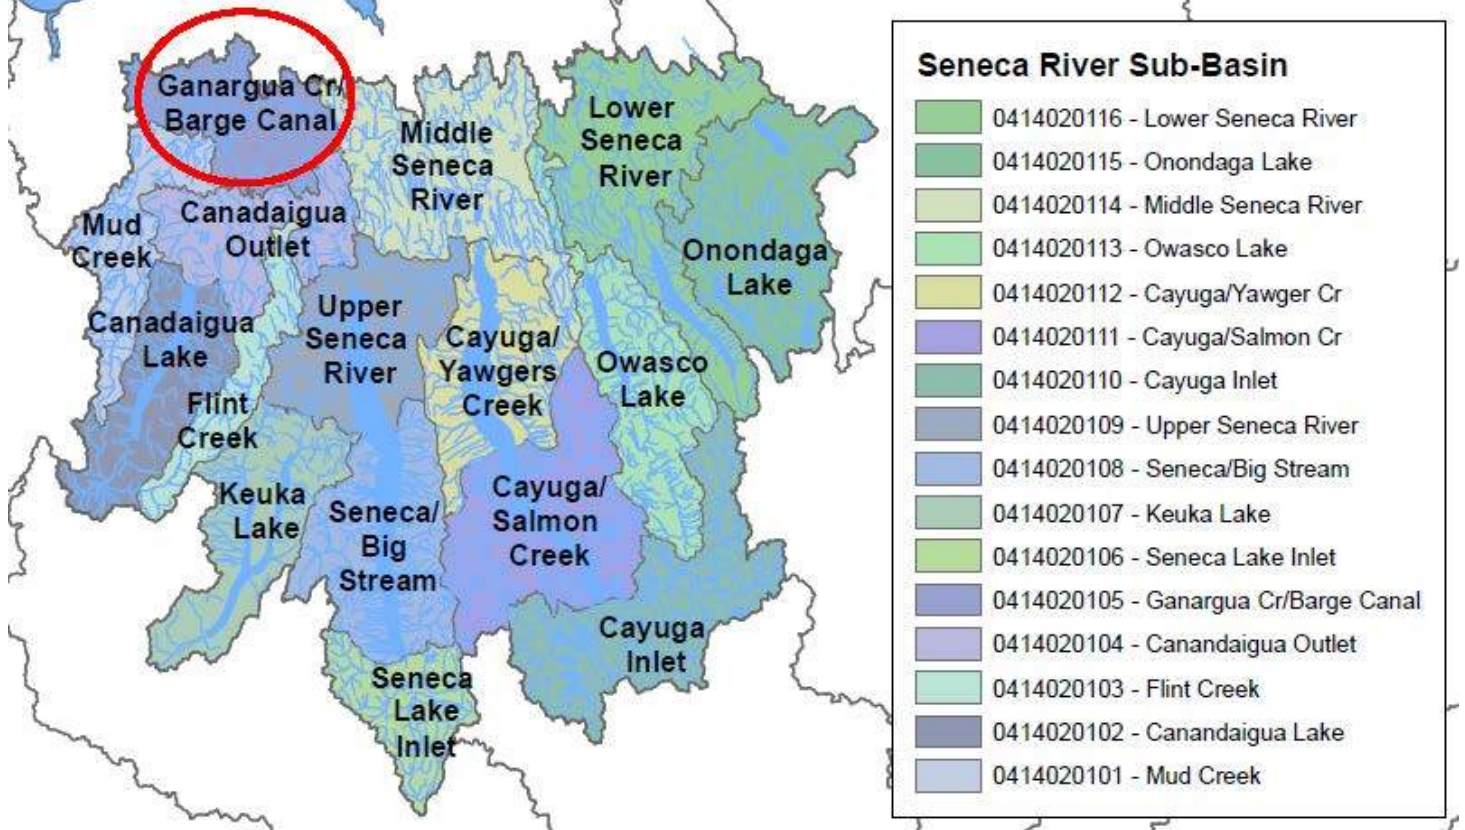 Ganargua Cr/
Barge Canal
Middle
Seneca
River
Lower
Seneca
River
Mud
Creek
Canadaigua
Outlet
Onondaga
Lake
Canadaigua
Lake
Upper
Seneca
River
Cayuga/
Yawgers
Creek
Owasco
Lake
Flint
Creek
Keuka
Lake
Seneca/
Big
Stream
Cayuga/
Salmon
Creek
Cayuga
Inlet
Seneca
Lake
Inlet
Seneca River Sub-Basin
0414020116 - Lower Seneca River
0414020115 - Onondaga Lake
0414020114 - Middle Seneca River
0414020113 - Owasco Lake
0414020112 - Cayuga/Yawger Cr
0414020111 - Cayuga/Salmon Cr
0414020110 - Cayuga Inlet
0414020109 - Upper Seneca River
0414020108 - Seneca/Big Stream
0414020107 - Keuka Lake
0414020106 - Seneca Lake Inlet
0414020105 - Ganargua Cr/Barge Canal
0414020104 - Canandaigua Outlet
0414020103 - Flint Creek
0414020102 - Canandaigua Lake
0414020101 - Mud Creek